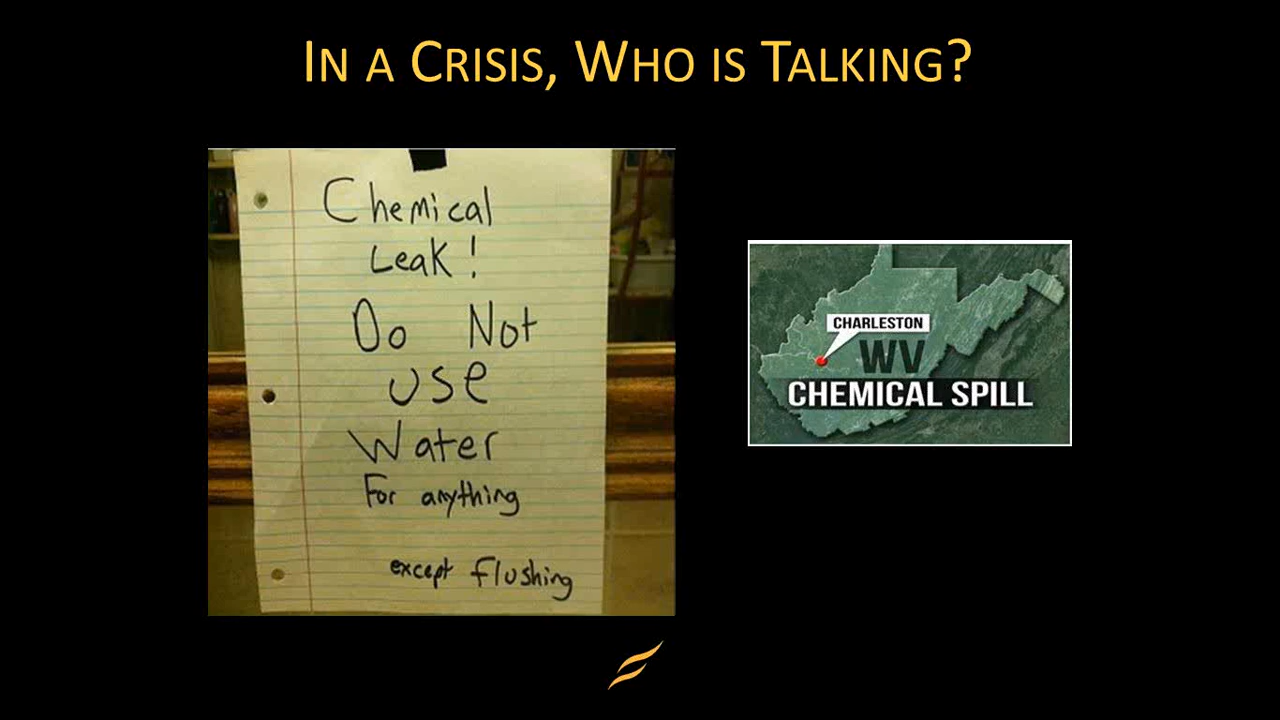 IN A CRISIS, WHO IS TALKING?
Chemical
Leak!
Do Not
use
Water
For anything
except flushing
CHARLESTON
WV
CHEMICAL SPILL